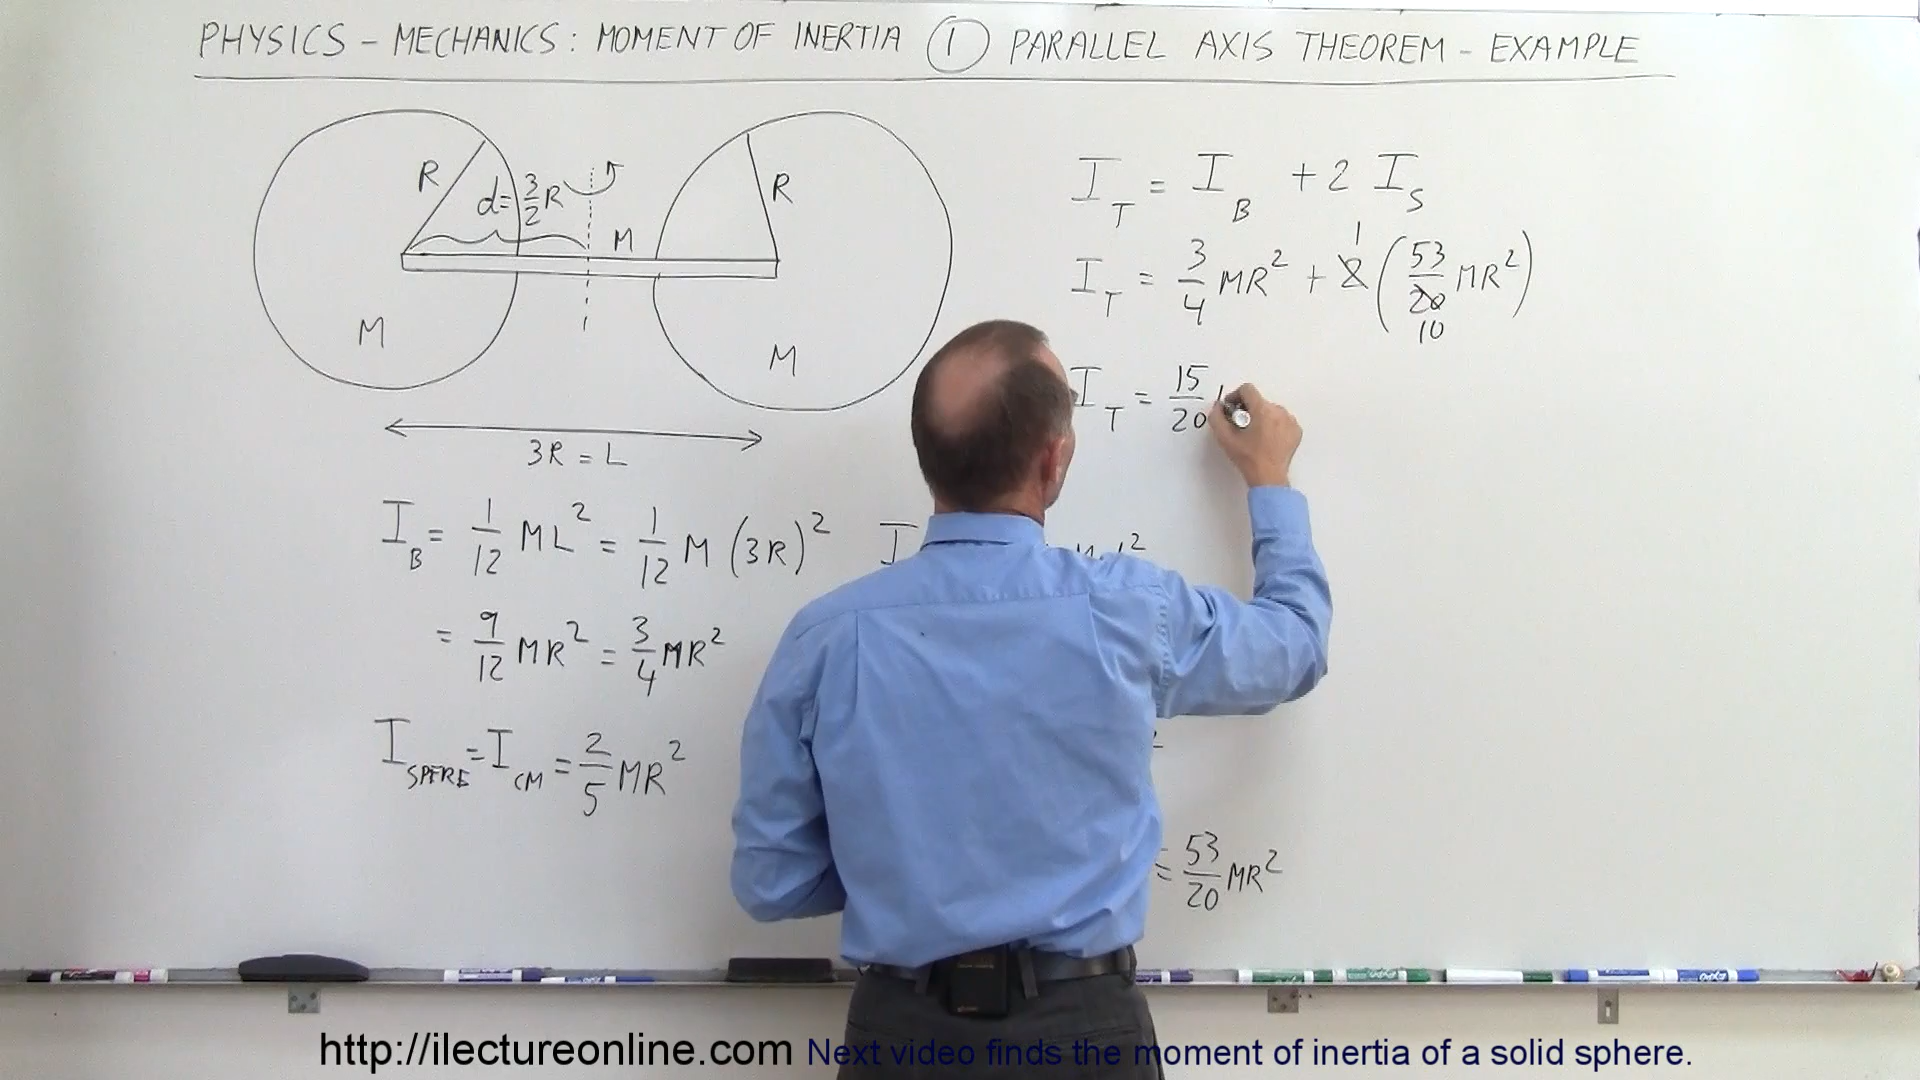 PHYSICS - MECHANICS: MOMENT OF INERTIA ① PARALLEL AXIS THEOREM - EXAMPLE
R
d = 3/2 R
M
R
M
M
3R = L
I_B = 1/12 ML² = 1/12 M (3R)²
= 9/12 MR² = 3/4 MR²
I_SPERE = I_CM = 2/5 MR²
I_T = I_B + 2 I_S
I_T = 3/4 MR² + 2 1 (53/20 10 MR²)
I_T = 15/20
= 53/20 MR²
http://ilectureonline.com Next video finds the moment of inertia of a solid sphere.